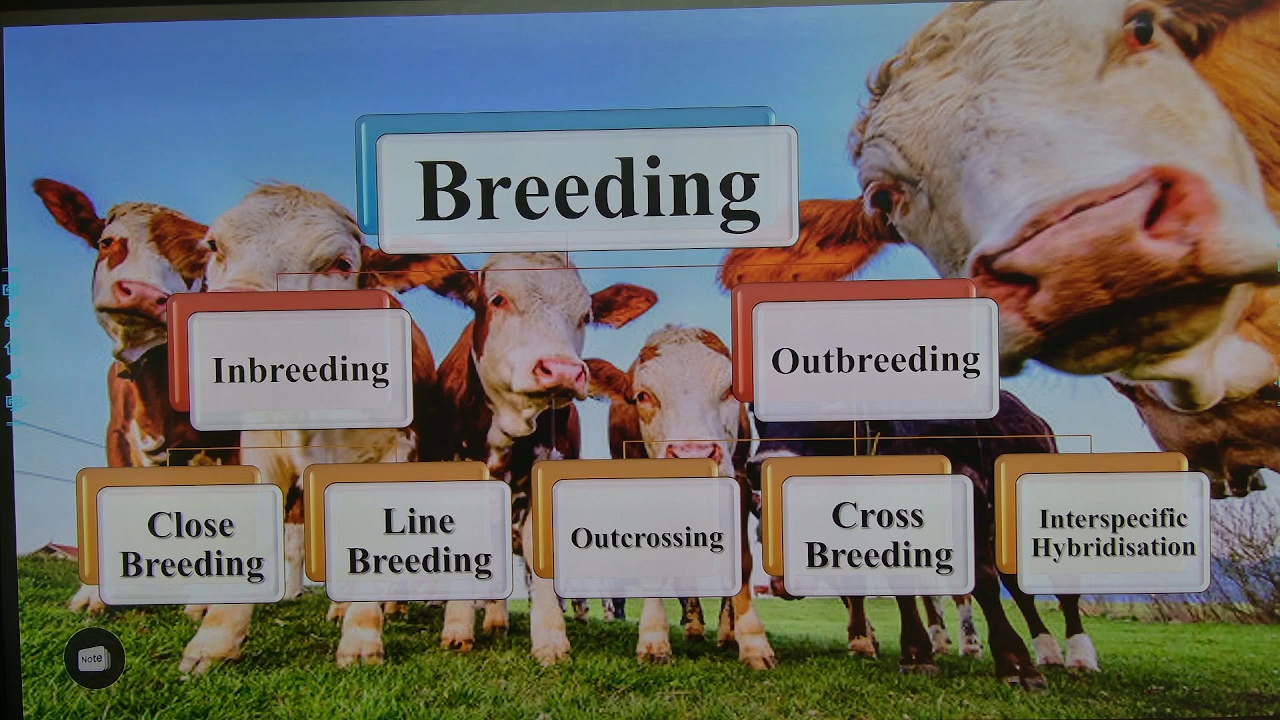 Breeding
Inbreeding
Outbreeding
Close
Breeding
Line
Breeding
Outcrossing
Cross
Breeding
Interspecific
Hybridisation
Note